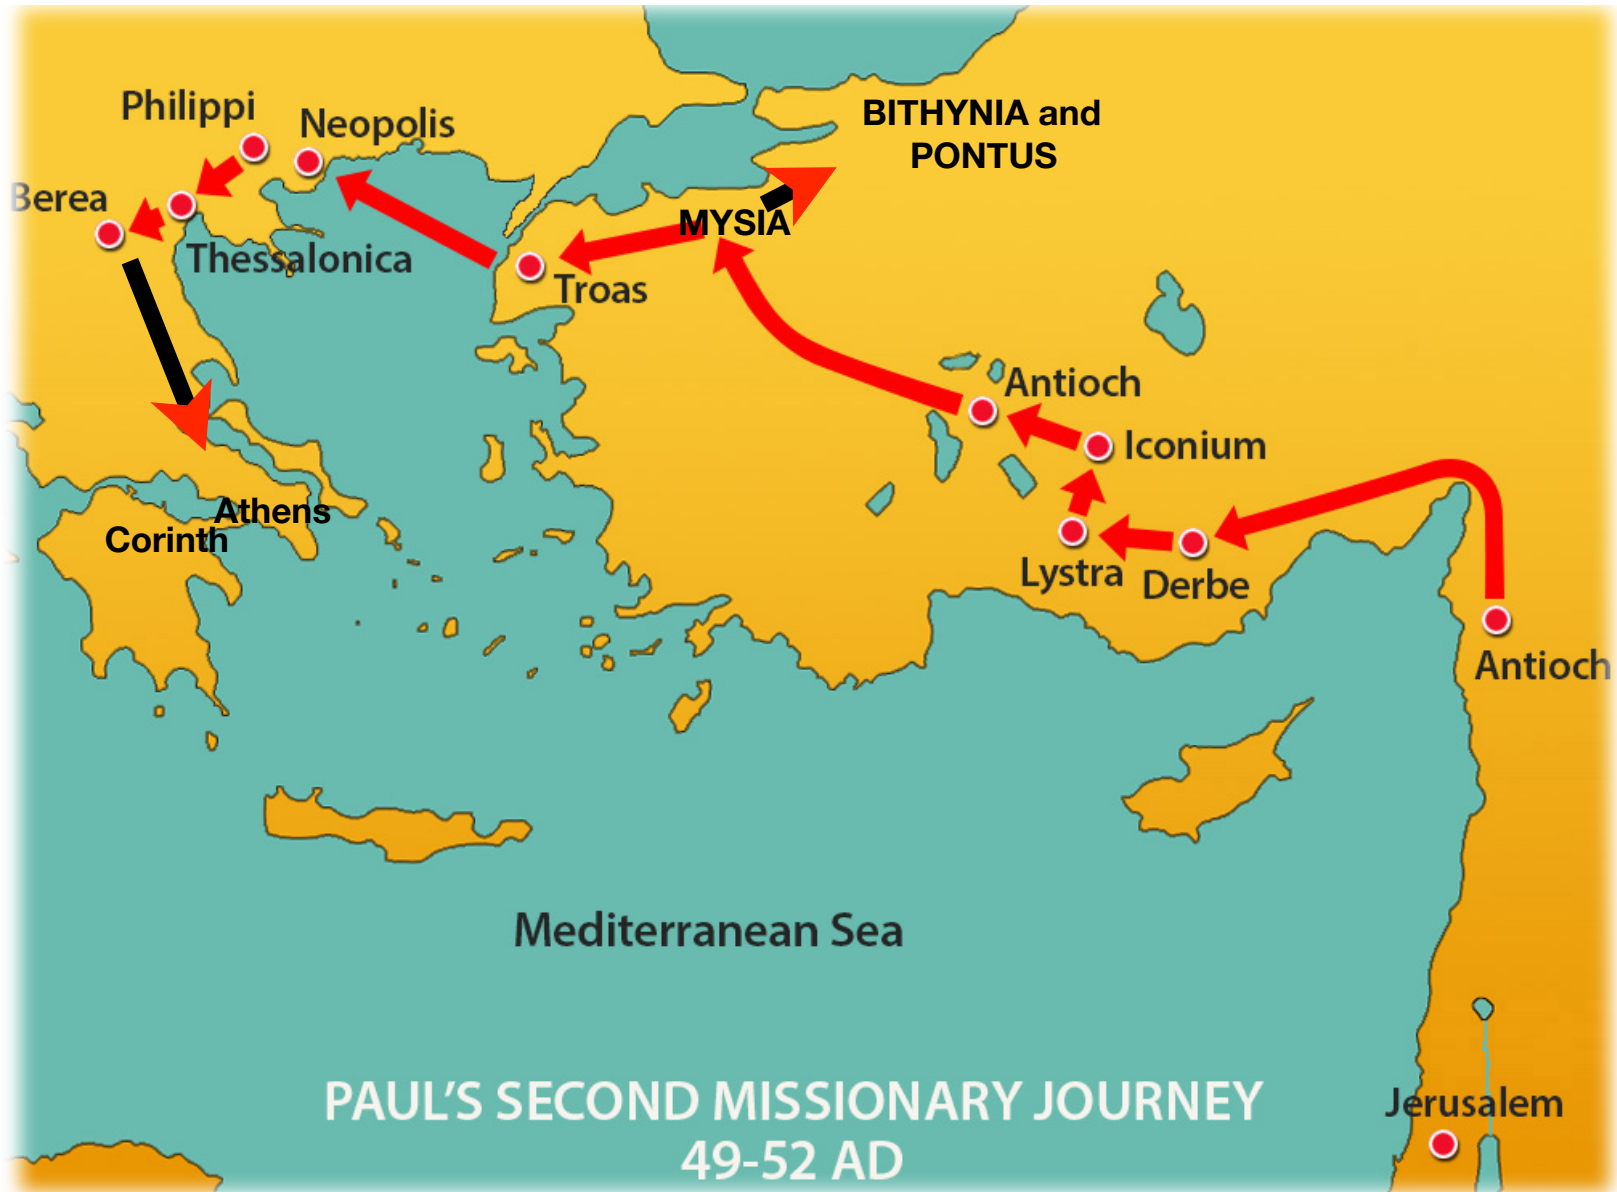 Philippi
Neopolis
BITHYNIA and
PONTUS
Berea
MYSIA
Thessalonica
Troas
Antioch
Iconium
Athens
Corinth
Lystra
Derbe
Antioch
Mediterranean Sea
PAUL'S SECOND MISSIONARY JOURNEY
49-52 AD
Jerusalem